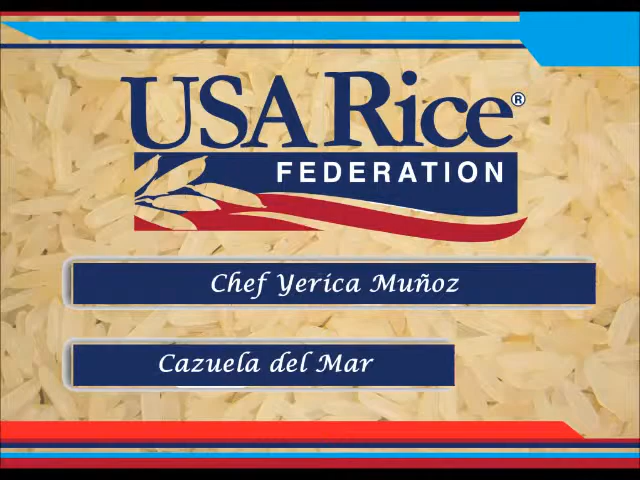 USA Rice®
FEDERATION
Chef Yerica Muñoz
Cazuela del Mar